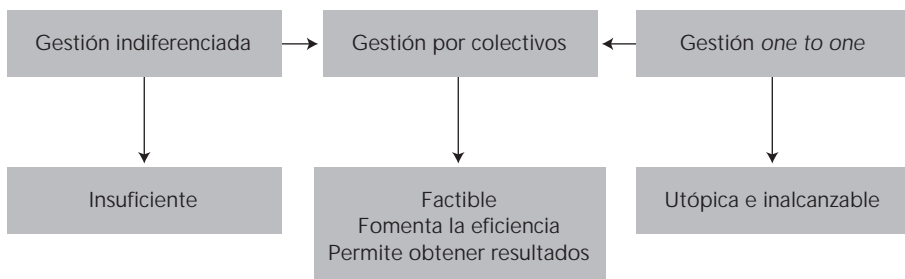 Gestión indiferenciada
Gestión por colectivos
Gestión one to one
Insuficiente
Factible
Fomenta la eficiencia
Permite obtener resultados
Utópica e inalcanzable